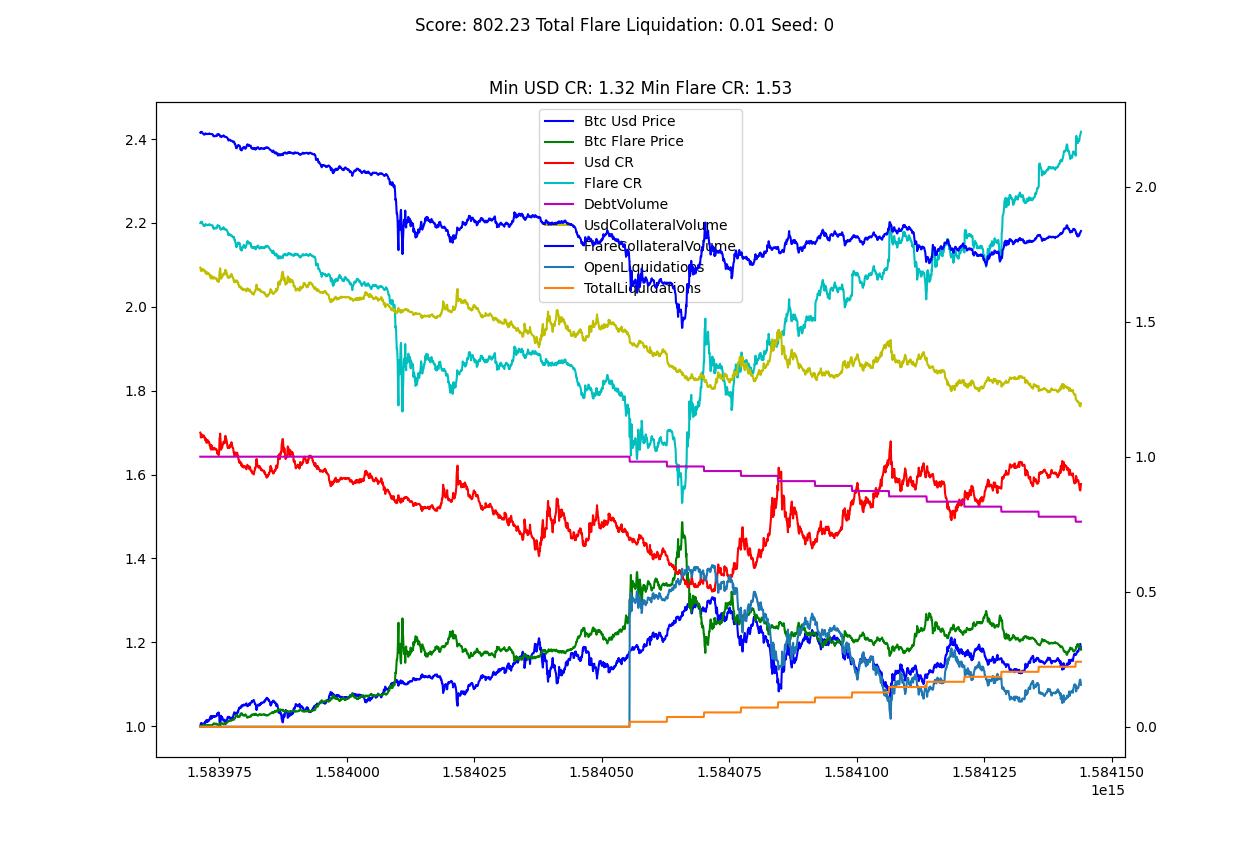 Score: 802.23 Total Flare Liquidation: 0.01 Seed: 0
Min USD CR: 1.32 Min Flare CR: 1.53
Btc Usd Price
Btc Flare Price
Usd CR
Flare CR
DebtVolume
UsdCollateralVolume
FlareCollateralVolume
OpenLiquidations
TotalLiquidations
2.4
2.2
2.0
1.8
1.6
1.4
1.2
1.0
2.0
1.5
1.0
0.5
0.0
1.583975 1.584000 1.584025 1.584050 1.584075 1.584100 1.584125 1.584150
1e15